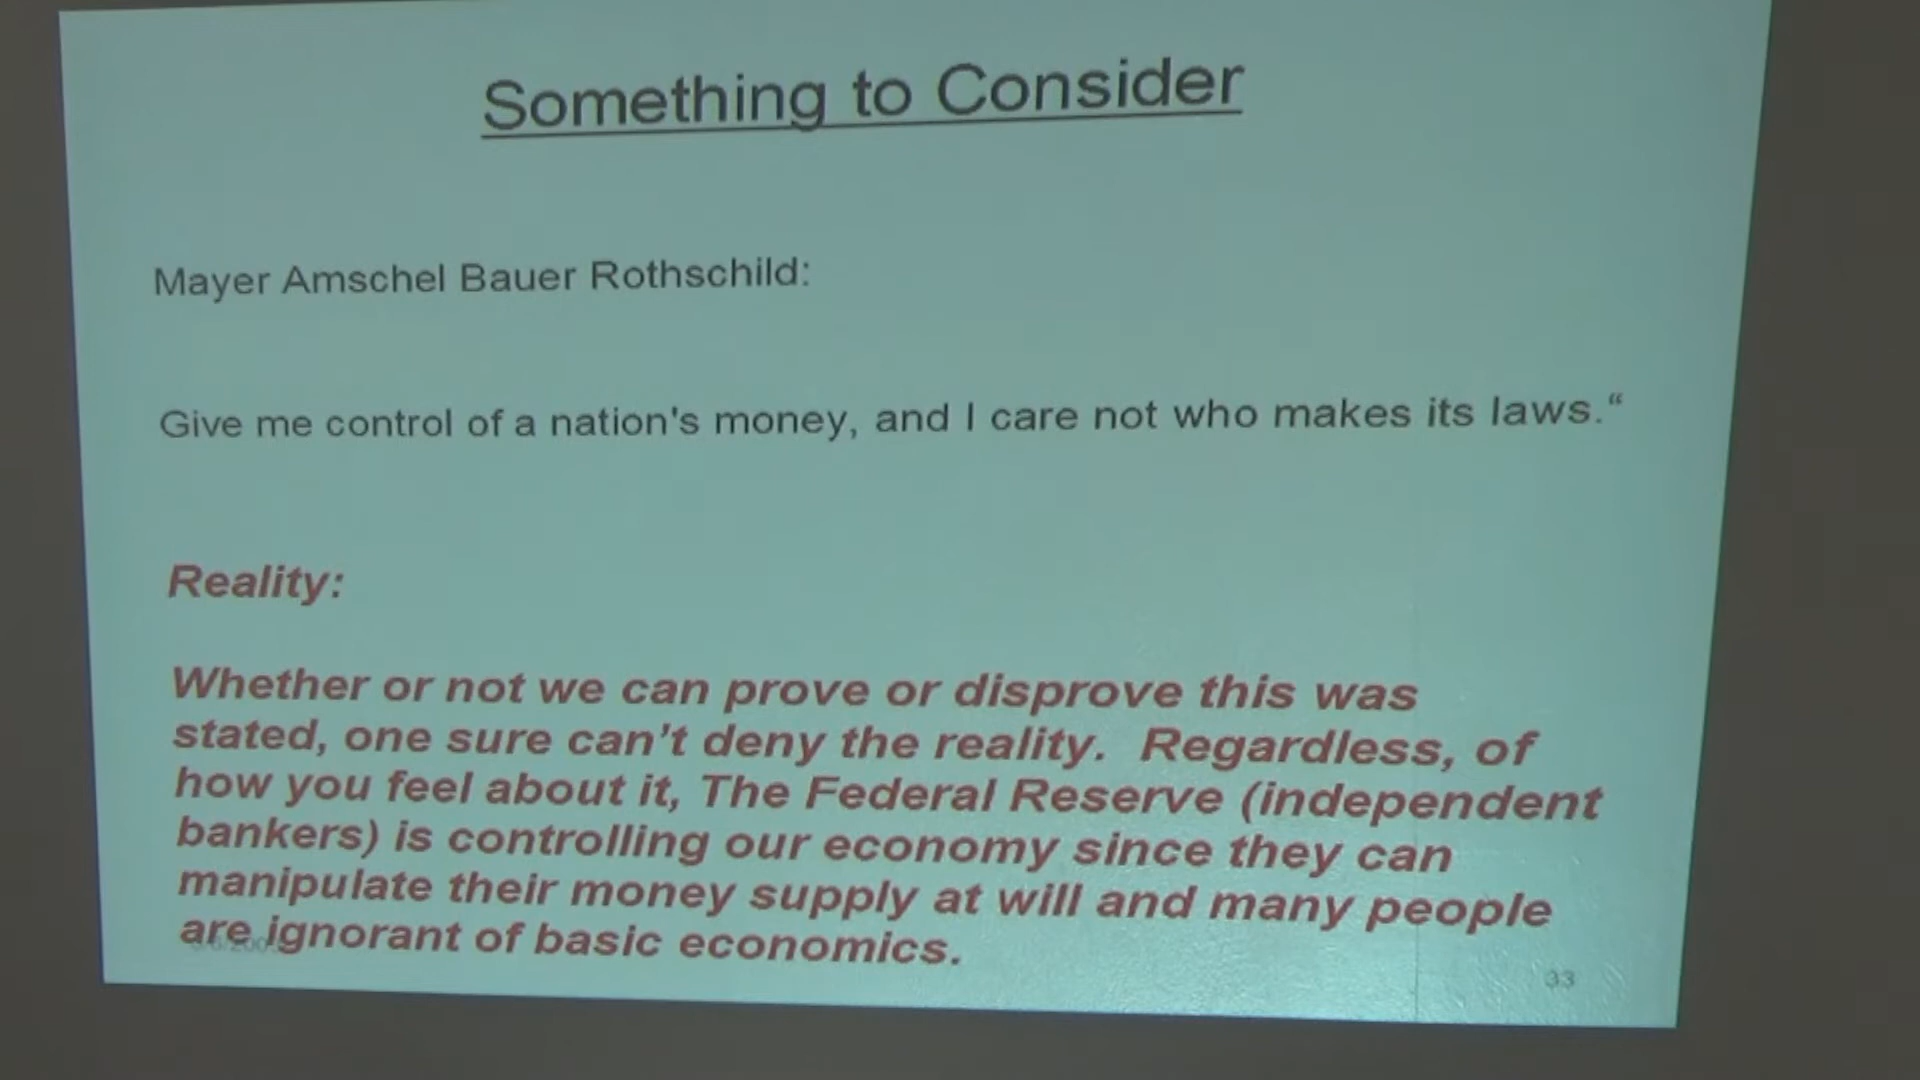 Something to Consider
Mayer Amschel Bauer Rothschild:
Give me control of a nation's money, and I care not who makes its laws.“
Reality:
Whether or not we can prove or disprove this was
stated, one sure can’t deny the reality.  Regardless, of
how you feel about it, The Federal Reserve (independent
bankers) is controlling our economy since they can
manipulate their money supply at will and many people
are ignorant of basic economics.
33